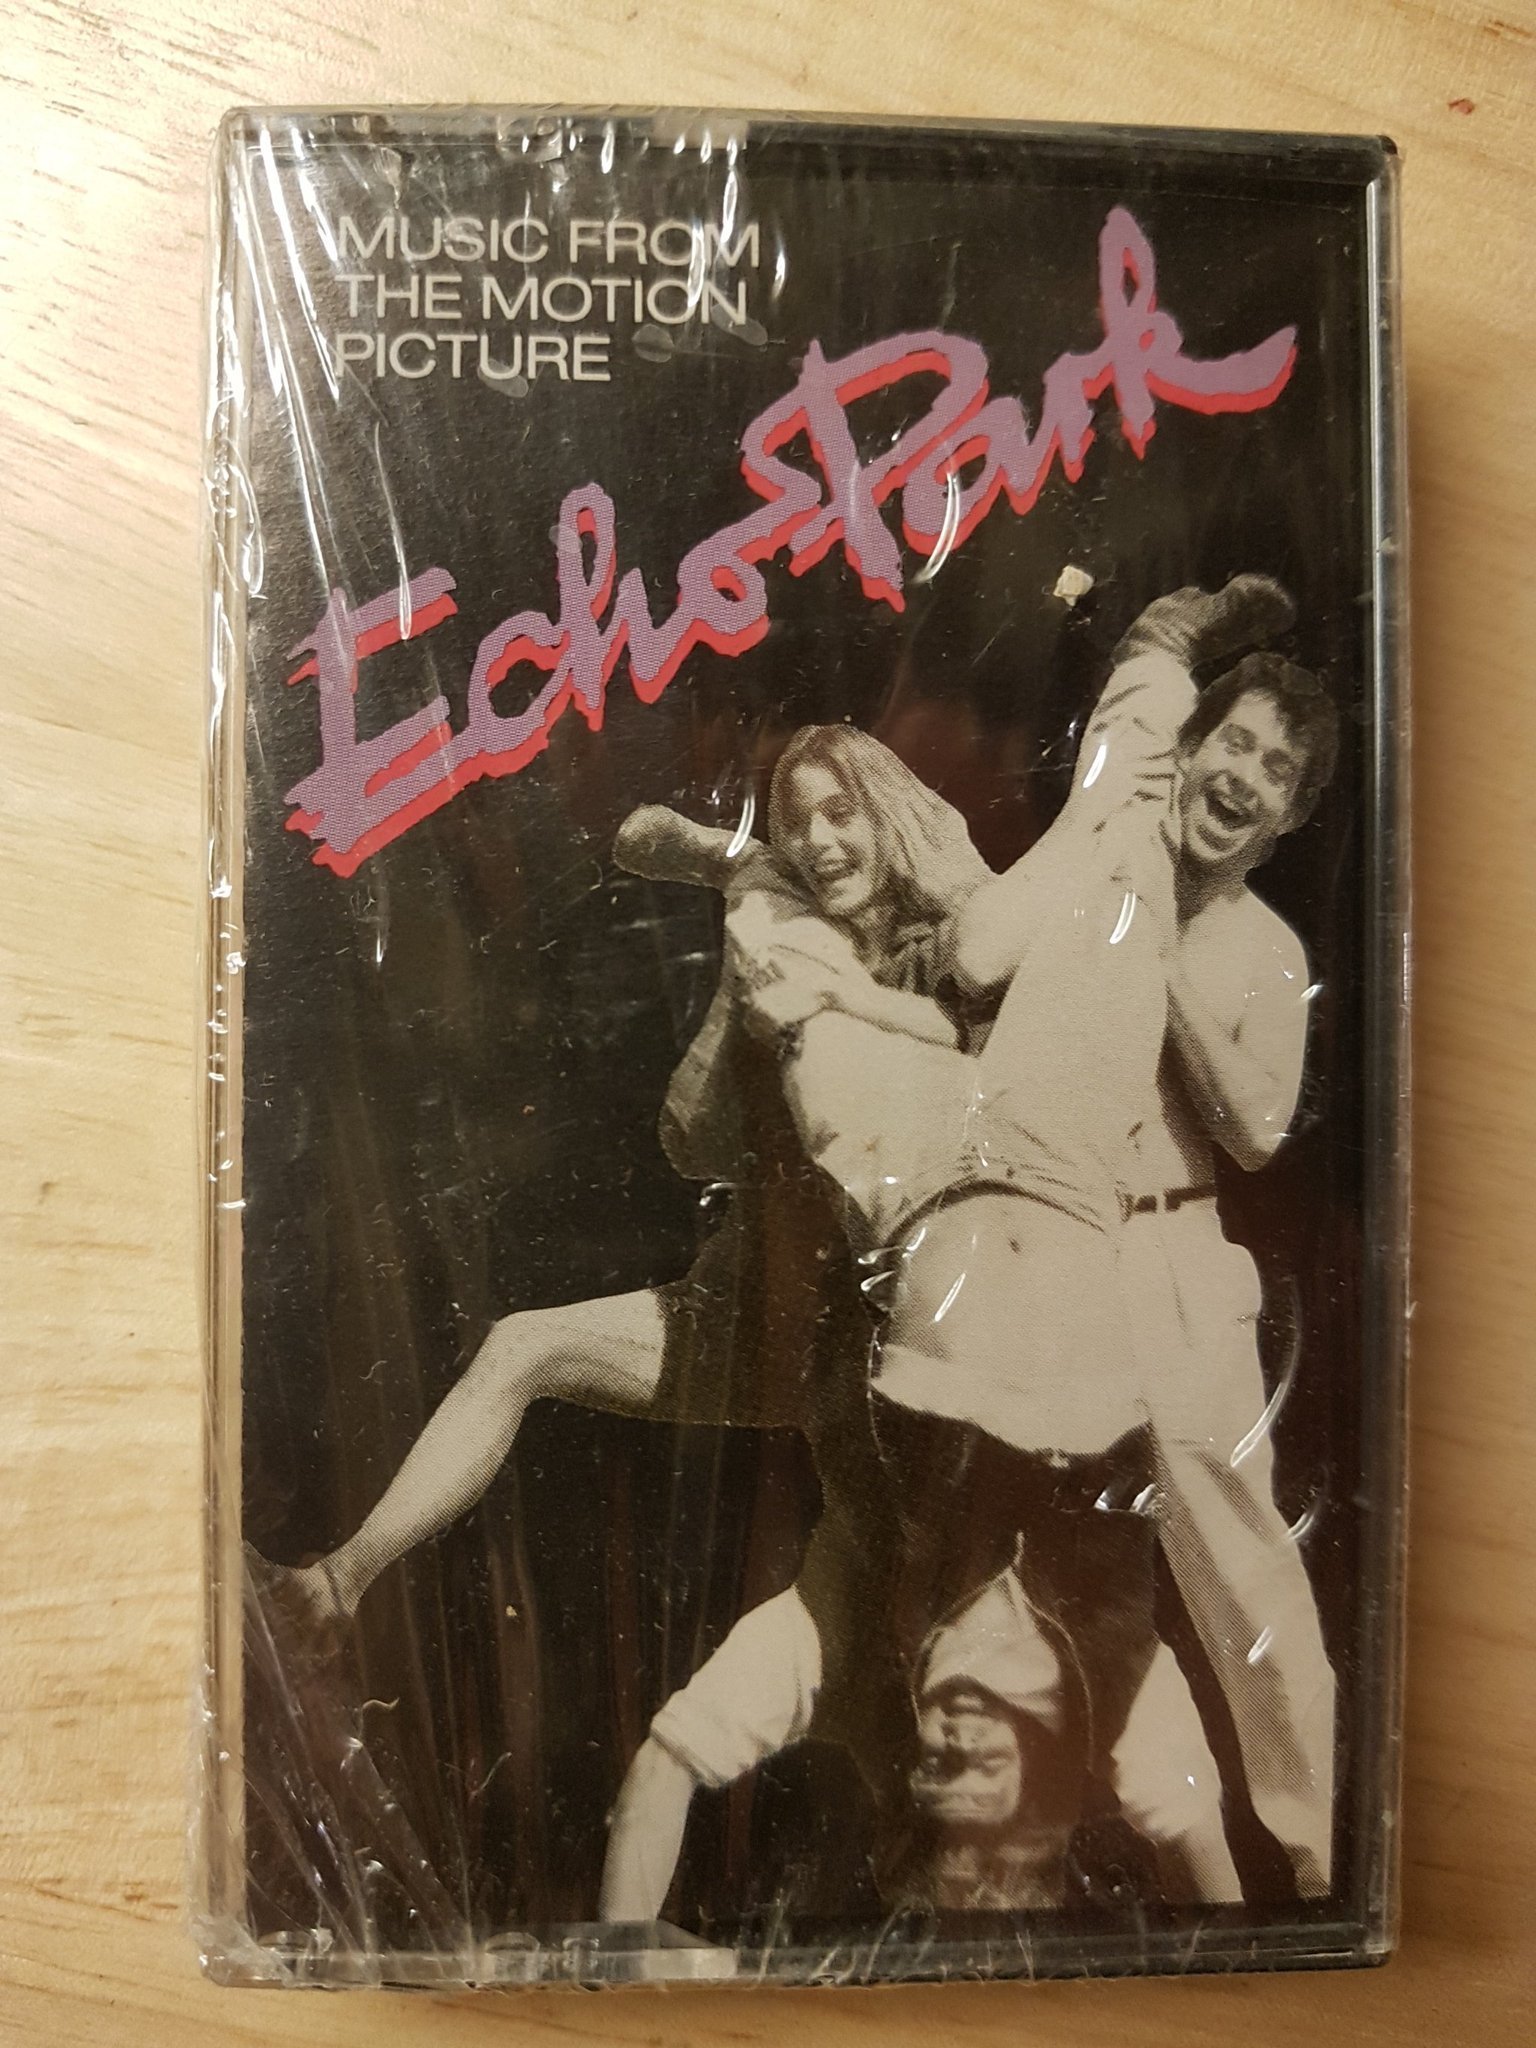 MUSIC FROM
THE MOTION
PICTURE
Echo Park